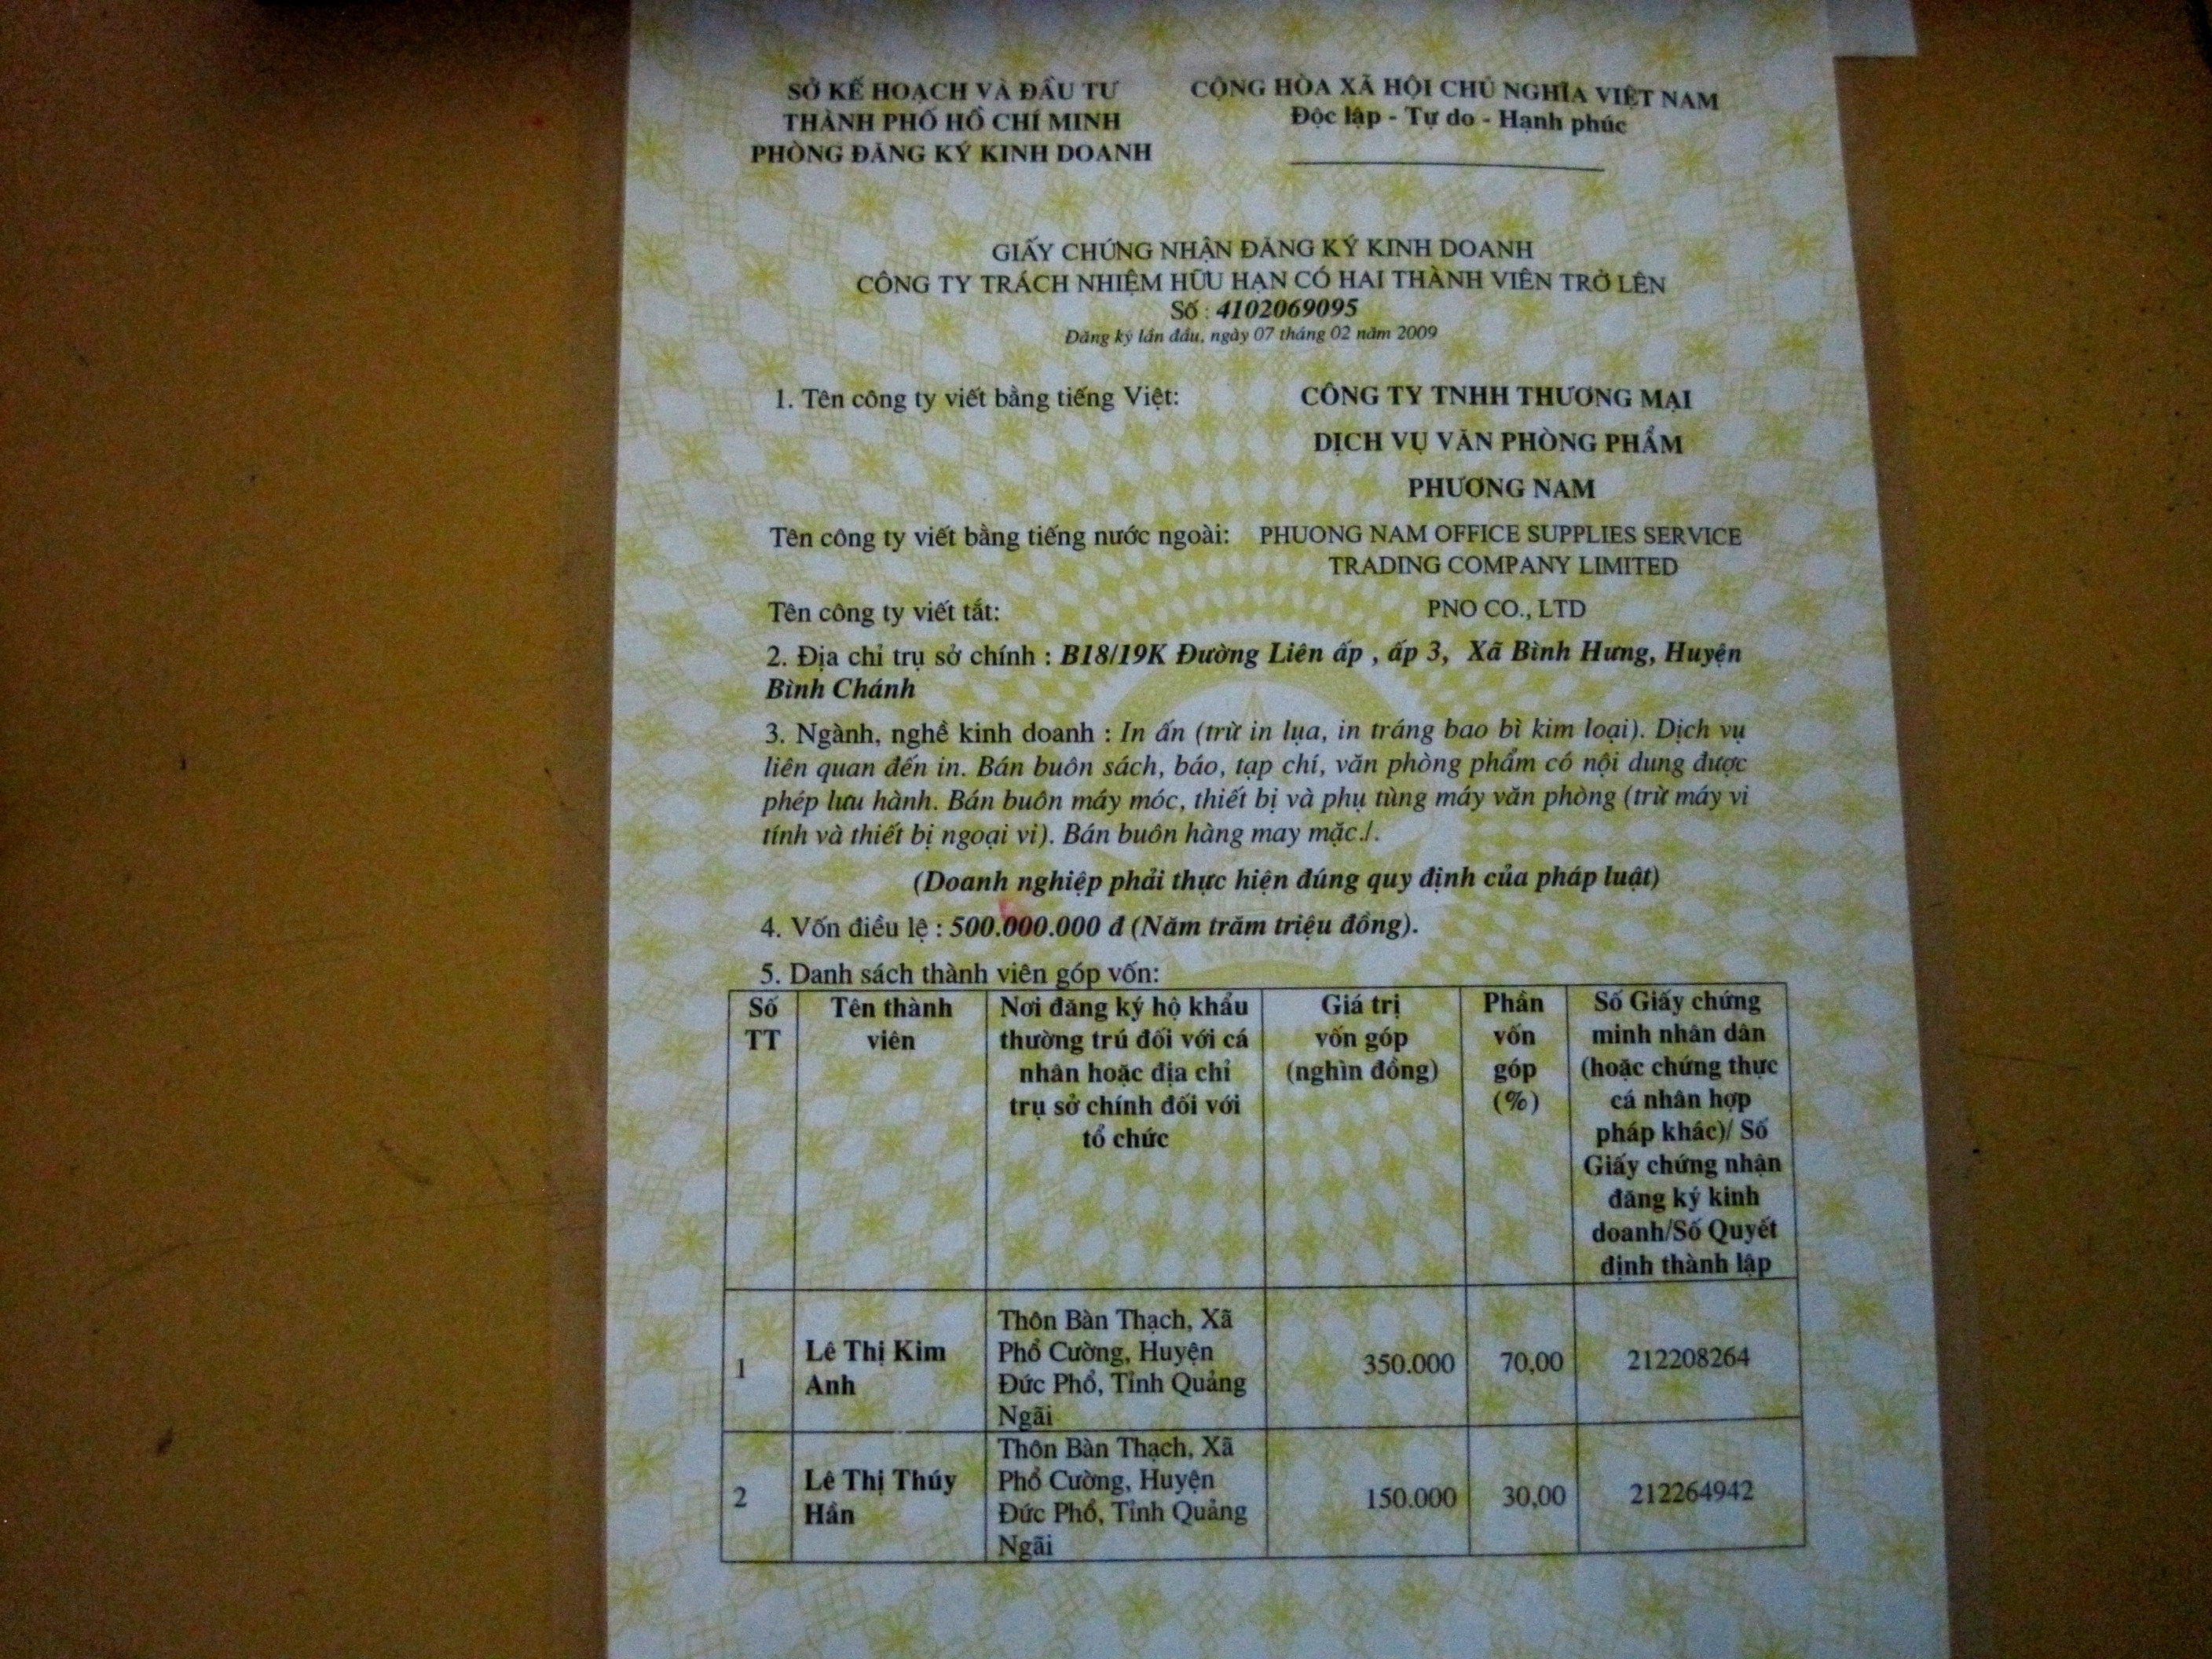 SỞ KẾ HOẠCH VÀ ĐẦU TƯ
THÀNH PHỐ HỒ CHÍ MINH
PHÒNG ĐĂNG KÝ KINH DOANH
CỘNG HÒA XÃ HỘI CHỦ NGHĨA VIỆT NAM
Độc lập - Tự do - Hạnh phúc
GIẤY CHỨNG NHẬN ĐĂNG KÝ KINH DOANH
CÔNG TY TRÁCH NHIỆM HỮU HẠN CÓ HAI THÀNH VIÊN TRỞ LÊN
Số : 4102069095
Đăng ký lần đầu, ngày 07 tháng 02 năm 2009
1. Tên công ty viết bằng tiếng Việt: CÔNG TY TNHH THƯƠNG MẠI
DỊCH VỤ VĂN PHÒNG PHẨM
PHƯƠNG NAM
Tên công ty viết bằng tiếng nước ngoài: PHUONG NAM OFFICE SUPPLIES SERVICE
TRADING COMPANY LIMITED
Tên công ty viết tắt: PNO CO., LTD
2. Địa chỉ trụ sở chính : B18/19K Đường Liên ấp , ấp 3, Xã Bình Hưng, Huyện
Bình Chánh
3. Ngành, nghề kinh doanh : In ấn (trừ in lụa, in tráng bao bì kim loại). Dịch vụ
liên quan đến in. Bán buôn sách, báo, tạp chí, văn phòng phẩm có nội dung được
phép lưu hành. Bán buôn máy móc, thiết bị và phụ tùng máy văn phòng (trừ máy vi
tính và thiết bị ngoại vi). Bán buôn hàng may mặc./.
(Doanh nghiệp phải thực hiện đúng quy định của pháp luật)
4. Vốn điều lệ : 500.000.000 đ (Năm trăm triệu đồng).
5. Danh sách thành viên góp vốn:
Số
TT
Tên thành
viên
Nơi đăng ký hộ khẩu
thường trú đối với cá
nhân hoặc địa chỉ
trụ sở chính đối với
tổ chức
Giá trị
vốn góp
(nghìn đồng)
Phần
vốn
góp
(%)
Số Giấy chứng
minh nhân dân
(hoặc chứng thực
cá nhân hợp
pháp khác)/ Số
Giấy chứng nhận
đăng ký kinh
doanh/Số Quyết
định thành lập
1
Lê Thị Kim
Anh
Thôn Bàn Thạch, Xã
Phổ Cường, Huyện
Đức Phổ, Tỉnh Quảng
Ngãi
350.000
70,00
212208264
2
Lê Thị Thúy
Hần
Thôn Bàn Thạch, Xã
Phổ Cường, Huyện
Đức Phổ, Tỉnh Quảng
Ngãi
150.000
30,00
212264942